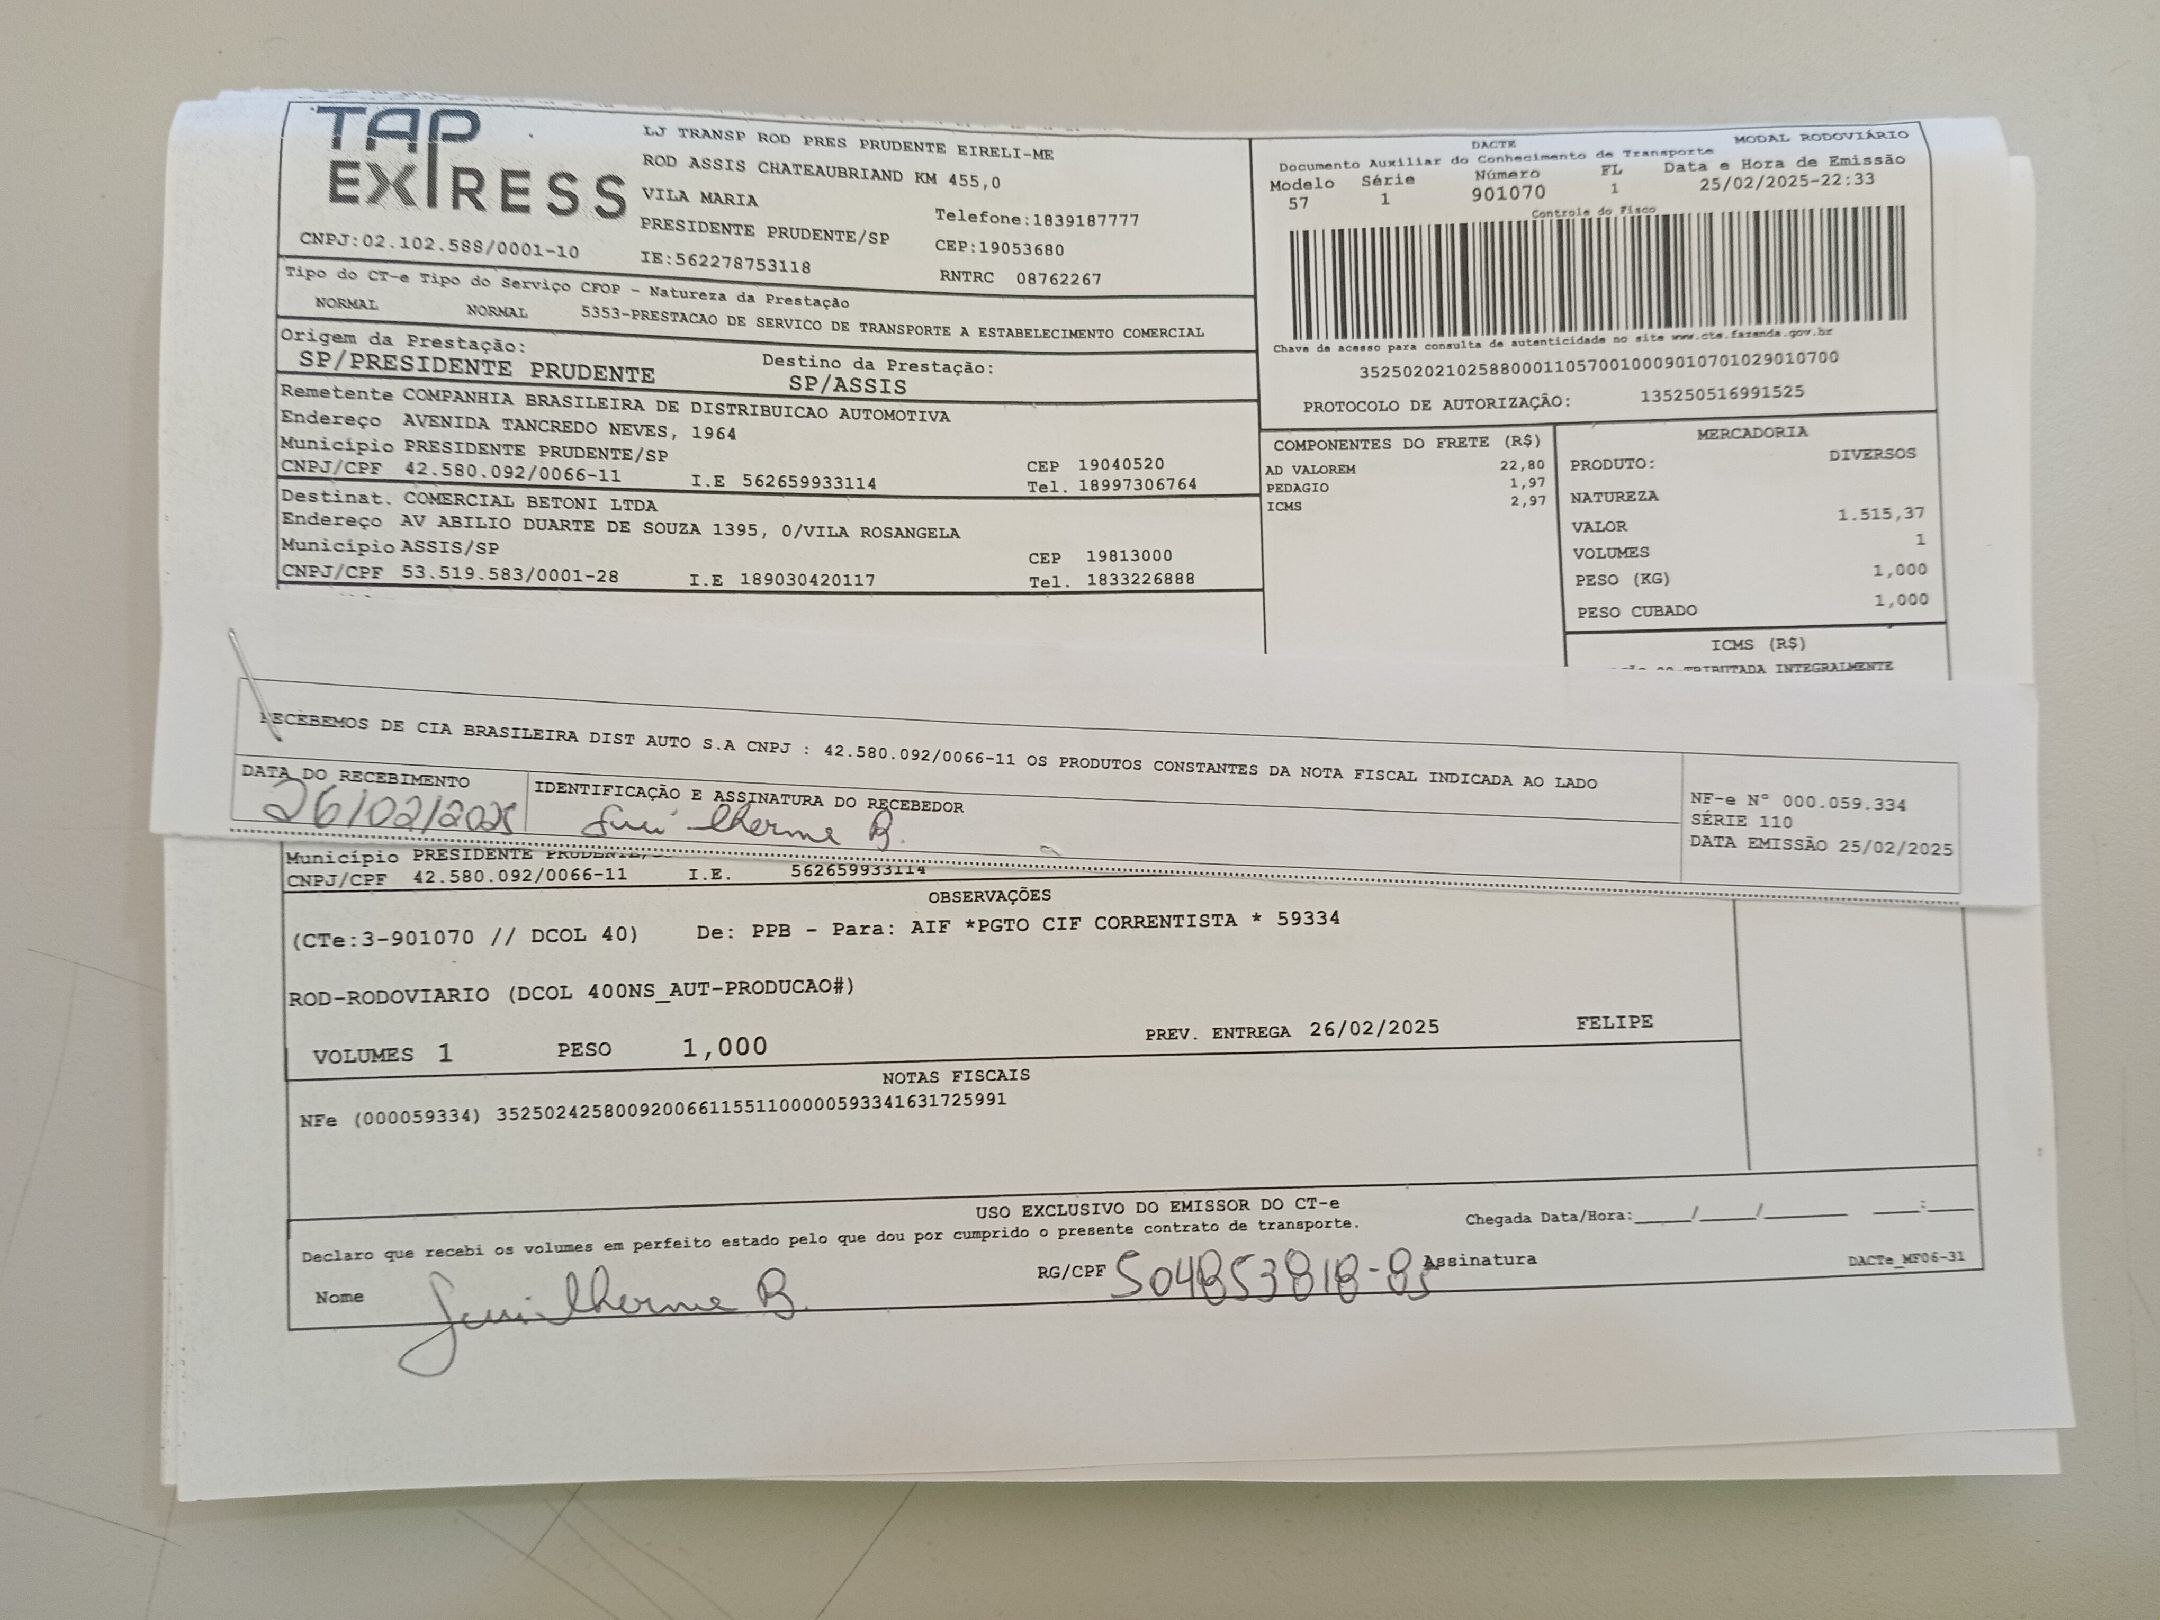 TAP EXPRESS
LJ TRANSP ROD PRES PRUDENTE EIRELI-ME
ROD ASSIS CHATEAUBRIAND KM 455,0
VILA MARIA
Telefone:1839187777
PRESIDENTE PRUDENTE/SP
CEP:19053680
CNPJ:02.102.588/0001-10
IE:562278753118
RNTRC 08762267
Tipo do CT-e Tipo do Serviço CFOP - Natureza da Prestação
NORMAL NORMAL 5353-PRESTACAO DE SERVICO DE TRANSPORTE A ESTABELECIMENTO COMERCIAL
Origem da Prestação: Destino da Prestação:
SP/PRESIDENTE PRUDENTE SP/ASSIS
Remetente COMPANHIA BRASILEIRA DE DISTRIBUICAO AUTOMOTIVA
Endereço AVENIDA TANCREDO NEVES, 1964
Município PRESIDENTE PRUDENTE/SP CEP 19040520
CNPJ/CPF 42.580.092/0066-11 I.E 562659933114 Tel. 18997306764
Destinat. COMERCIAL BETONI LTDA
Endereço AV ABILIO DUARTE DE SOUZA 1395, 0/VILA ROSANGELA
Município ASSIS/SP CEP 19813000
CNPJ/CPF 53.519.583/0001-28 I.E 189030420117 Tel. 1833226888
DACTE MODAL RODOVIÁRIO
Documento Auxiliar do Conhecimento de Transporte
Modelo Série Número FL Data e Hora de Emissão
57 1 901070 1 25/02/2025-22:33
Controle do Fisco
Chave de acesso para consulta de autenticidade no site www.cte.fazenda.gov.br
35250202102588000110570010009010701029010700
PROTOCOLO DE AUTORIZAÇÃO: 135250516991525
COMPONENTES DO FRETE (R$)
AD VALOREM 22,80
PEDAGIO 1,97
ICMS 2,97
MERCADORIA
PRODUTO: DIVERSOS
NATUREZA
VALOR 1.515,37
VOLUMES 1
PESO (KG) 1,000
PESO CUBADO 1,000
ICMS (R$)
TRIBUTADA INTEGRALMENTE
RECEBEMOS DE CIA BRASILEIRA DIST AUTO S.A CNPJ : 42.580.092/0066-11 OS PRODUTOS CONSTANTES DA NOTA FISCAL INDICADA AO LADO
DATA DO RECEBIMENTO IDENTIFICAÇÃO E ASSINATURA DO RECEBEDOR
26/02/2025 Guilherme B.
NF-e N° 000.059.334
SÉRIE 110
DATA EMISSÃO 25/02/2025
Município PRESIDENTE PRUDENTE/
CNPJ/CPF 42.580.092/0066-11 I.E. 562659933114
OBSERVAÇÕES
(CTe:3-901070 // DCOL 40) De: PPB - Para: AIF *PGTO CIF CORRENTISTA * 59334
ROD-RODOVIARIO (DCOL 400NS_AUT-PRODUCAO#)
VOLUMES 1 PESO 1,000 PREV. ENTREGA 26/02/2025 FELIPE
NOTAS FISCAIS
NFe (000059334) 35250242580092006611551100000593341631725991
USO EXCLUSIVO DO EMISSOR DO CT-e
Declaro que recebi os volumes em perfeito estado pelo que dou por cumprido o presente contrato de transporte. Chegada Data/Hora:____/____/______ ___:___
Nome Guilherme B. RG/CPF 504853818-85 Assinatura DACTe_MF06-31